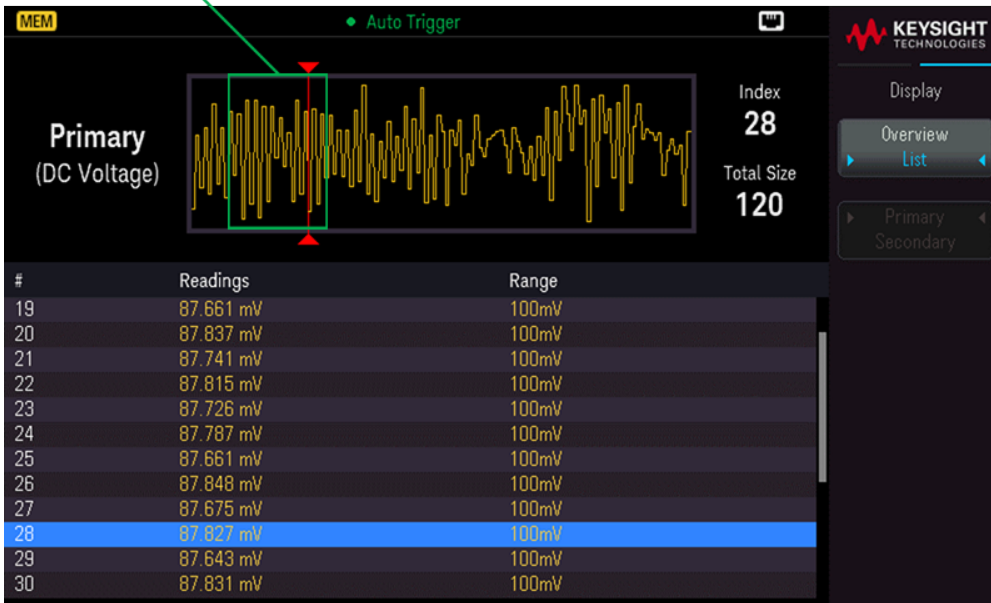 MEM
Auto Trigger
KEYSIGHT
TECHNOLOGIES
Display
Overview
List
Primary
Secondary
Primary
(DC Voltage)
Index
28
Total Size
120
# Readings Range
19 87.661 mV 100mV
20 87.837 mV 100mV
21 87.741 mV 100mV
22 87.815 mV 100mV
23 87.726 mV 100mV
24 87.787 mV 100mV
25 87.661 mV 100mV
26 87.848 mV 100mV
27 87.675 mV 100mV
28 87.827 mV 100mV
29 87.643 mV 100mV
30 87.831 mV 100mV